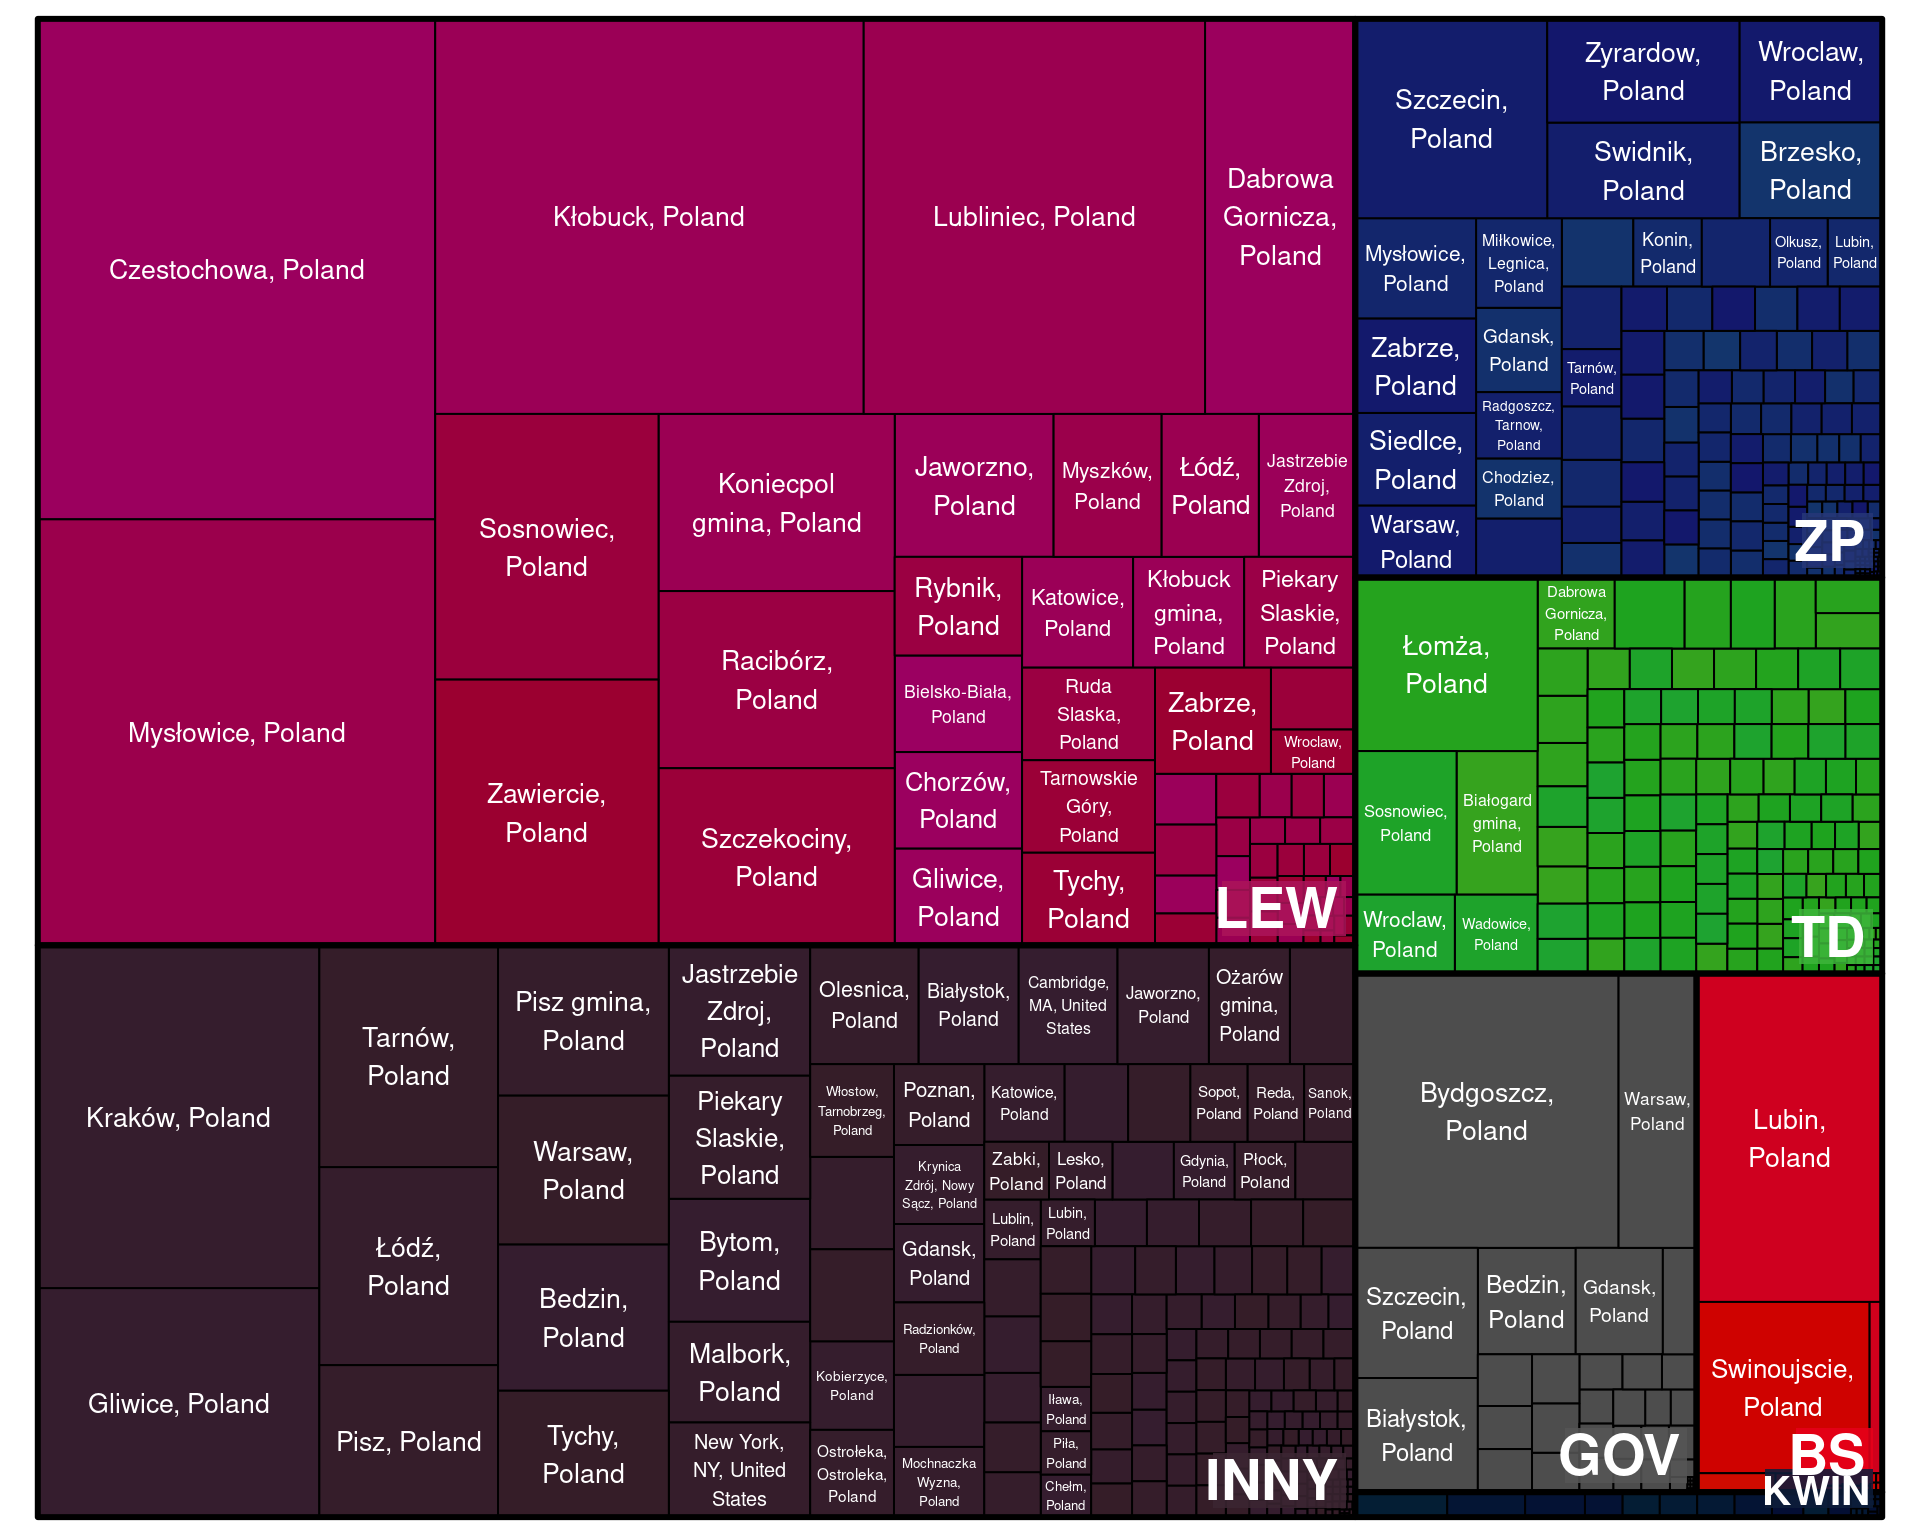 Czestochowa, Poland
Mysłowice, Poland
Kłobuck, Poland
Lubliniec, Poland
Dabrowa
Gornicza,
Poland
Sosnowiec,
Poland
Zawiercie,
Poland
Koniecpol
gmina, Poland
Racibórz,
Poland
Szczekociny,
Poland
Jaworzno,
Poland
Myszków,
Poland
Łódź,
Poland
Jastrzebie
Zdroj,
Poland
Rybnik,
Poland
Bielsko-Biała,
Poland
Chorzów,
Poland
Gliwice,
Poland
Katowice,
Poland
Kłobuck
gmina,
Poland
Piekary
Slaskie,
Poland
Ruda
Slaska,
Poland
Tarnowskie
Góry,
Poland
Tychy,
Poland
Zabrze,
Poland
Wroclaw,
Poland
LEW
Kraków, Poland
Gliwice, Poland
Tarnów,
Poland
Łódź,
Poland
Pisz, Poland
Pisz gmina,
Poland
Warsaw,
Poland
Bedzin,
Poland
Tychy,
Poland
Jastrzebie
Zdroj,
Poland
Piekary
Slaskie,
Poland
Bytom,
Poland
Malbork,
Poland
New York,
NY, United
States
Olesnica,
Poland
Białystok,
Poland
Cambridge,
MA, United
States
Jaworzno,
Poland
Ożarów
gmina,
Poland
Włostow,
Tarnobrzeg,
Poland
Kobierzyce,
Poland
Ostrołeka,
Ostroleka,
Poland
Poznan,
Poland
Krynica
Zdrój, Nowy
Sącz, Poland
Gdansk,
Poland
Radzionków,
Poland
Mochnaczka
Wyzna,
Poland
Katowice,
Poland
Sopot,
Poland
Reda,
Poland
Sanok,
Poland
Zabki,
Poland
Lesko,
Poland
Gdynia,
Poland
Płock,
Poland
Lublin,
Poland
Lubin,
Poland
Iława,
Poland
Piła,
Poland
Chełm,
Poland
INNY
Szczecin,
Poland
Zyrardow,
Poland
Wroclaw,
Poland
Swidnik,
Poland
Brzesko,
Poland
Mysłowice,
Poland
Zabrze,
Poland
Siedlce,
Poland
Warsaw,
Poland
Miłkowice,
Legnica,
Poland
Gdansk,
Poland
Radgoszcz,
Tarnow,
Poland
Chodziez,
Poland
Konin,
Poland
Olkusz,
Poland
Lubin,
Poland
Tarnów,
Poland
ZP
Łomża,
Poland
Dabrowa
Gornicza,
Poland
Sosnowiec,
Poland
Białogard
gmina,
Poland
Wroclaw,
Poland
Wadowice,
Poland
TD
Bydgoszcz,
Poland
Warsaw,
Poland
Szczecin,
Poland
Bedzin,
Poland
Gdansk,
Poland
Białystok,
Poland
GOV
Lubin,
Poland
Swinoujscie,
Poland
BS
KWIN